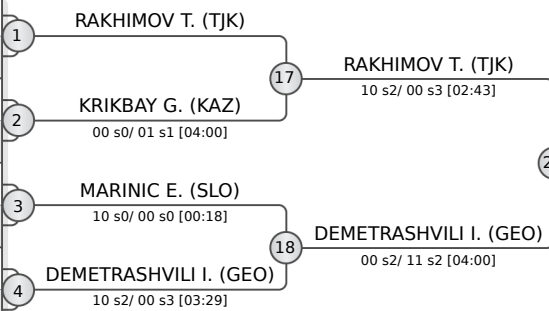 RAKHIMOV T. (TJK)
1
17
RAKHIMOV T. (TJK)
10 s2/ 00 s3 [02:43]
KRIKBAY G. (KAZ)
2
00 s0/ 01 s1 [04:00]
2
MARINIC E. (SLO)
3
10 s0/ 00 s0 [00:18]
18
DEMETRASHVILI I. (GEO)
00 s2/ 11 s2 [04:00]
DEMETRASHVILI I. (GEO)
4
10 s2/ 00 s3 [03:29]